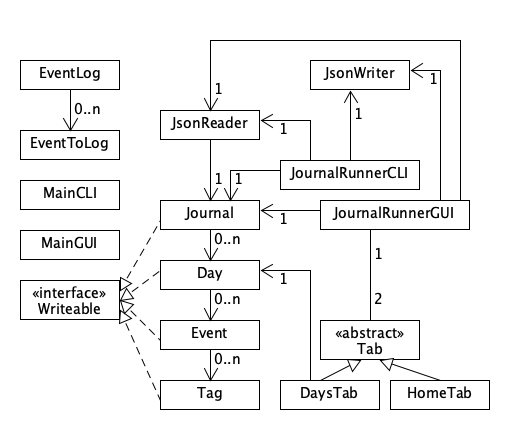 EventLog
JsonWriter
1
1
0..n
JsonReader
1
1
EventToLog
JournalRunnerCLI
MainCLI
1
1
Journal
1
JournalRunnerGUI
MainGUI
0..n
1
Day
1
«interface»
Writeable
0..n
2
Event
«abstract»
Tab
0..n
Tag
DaysTab
HomeTab